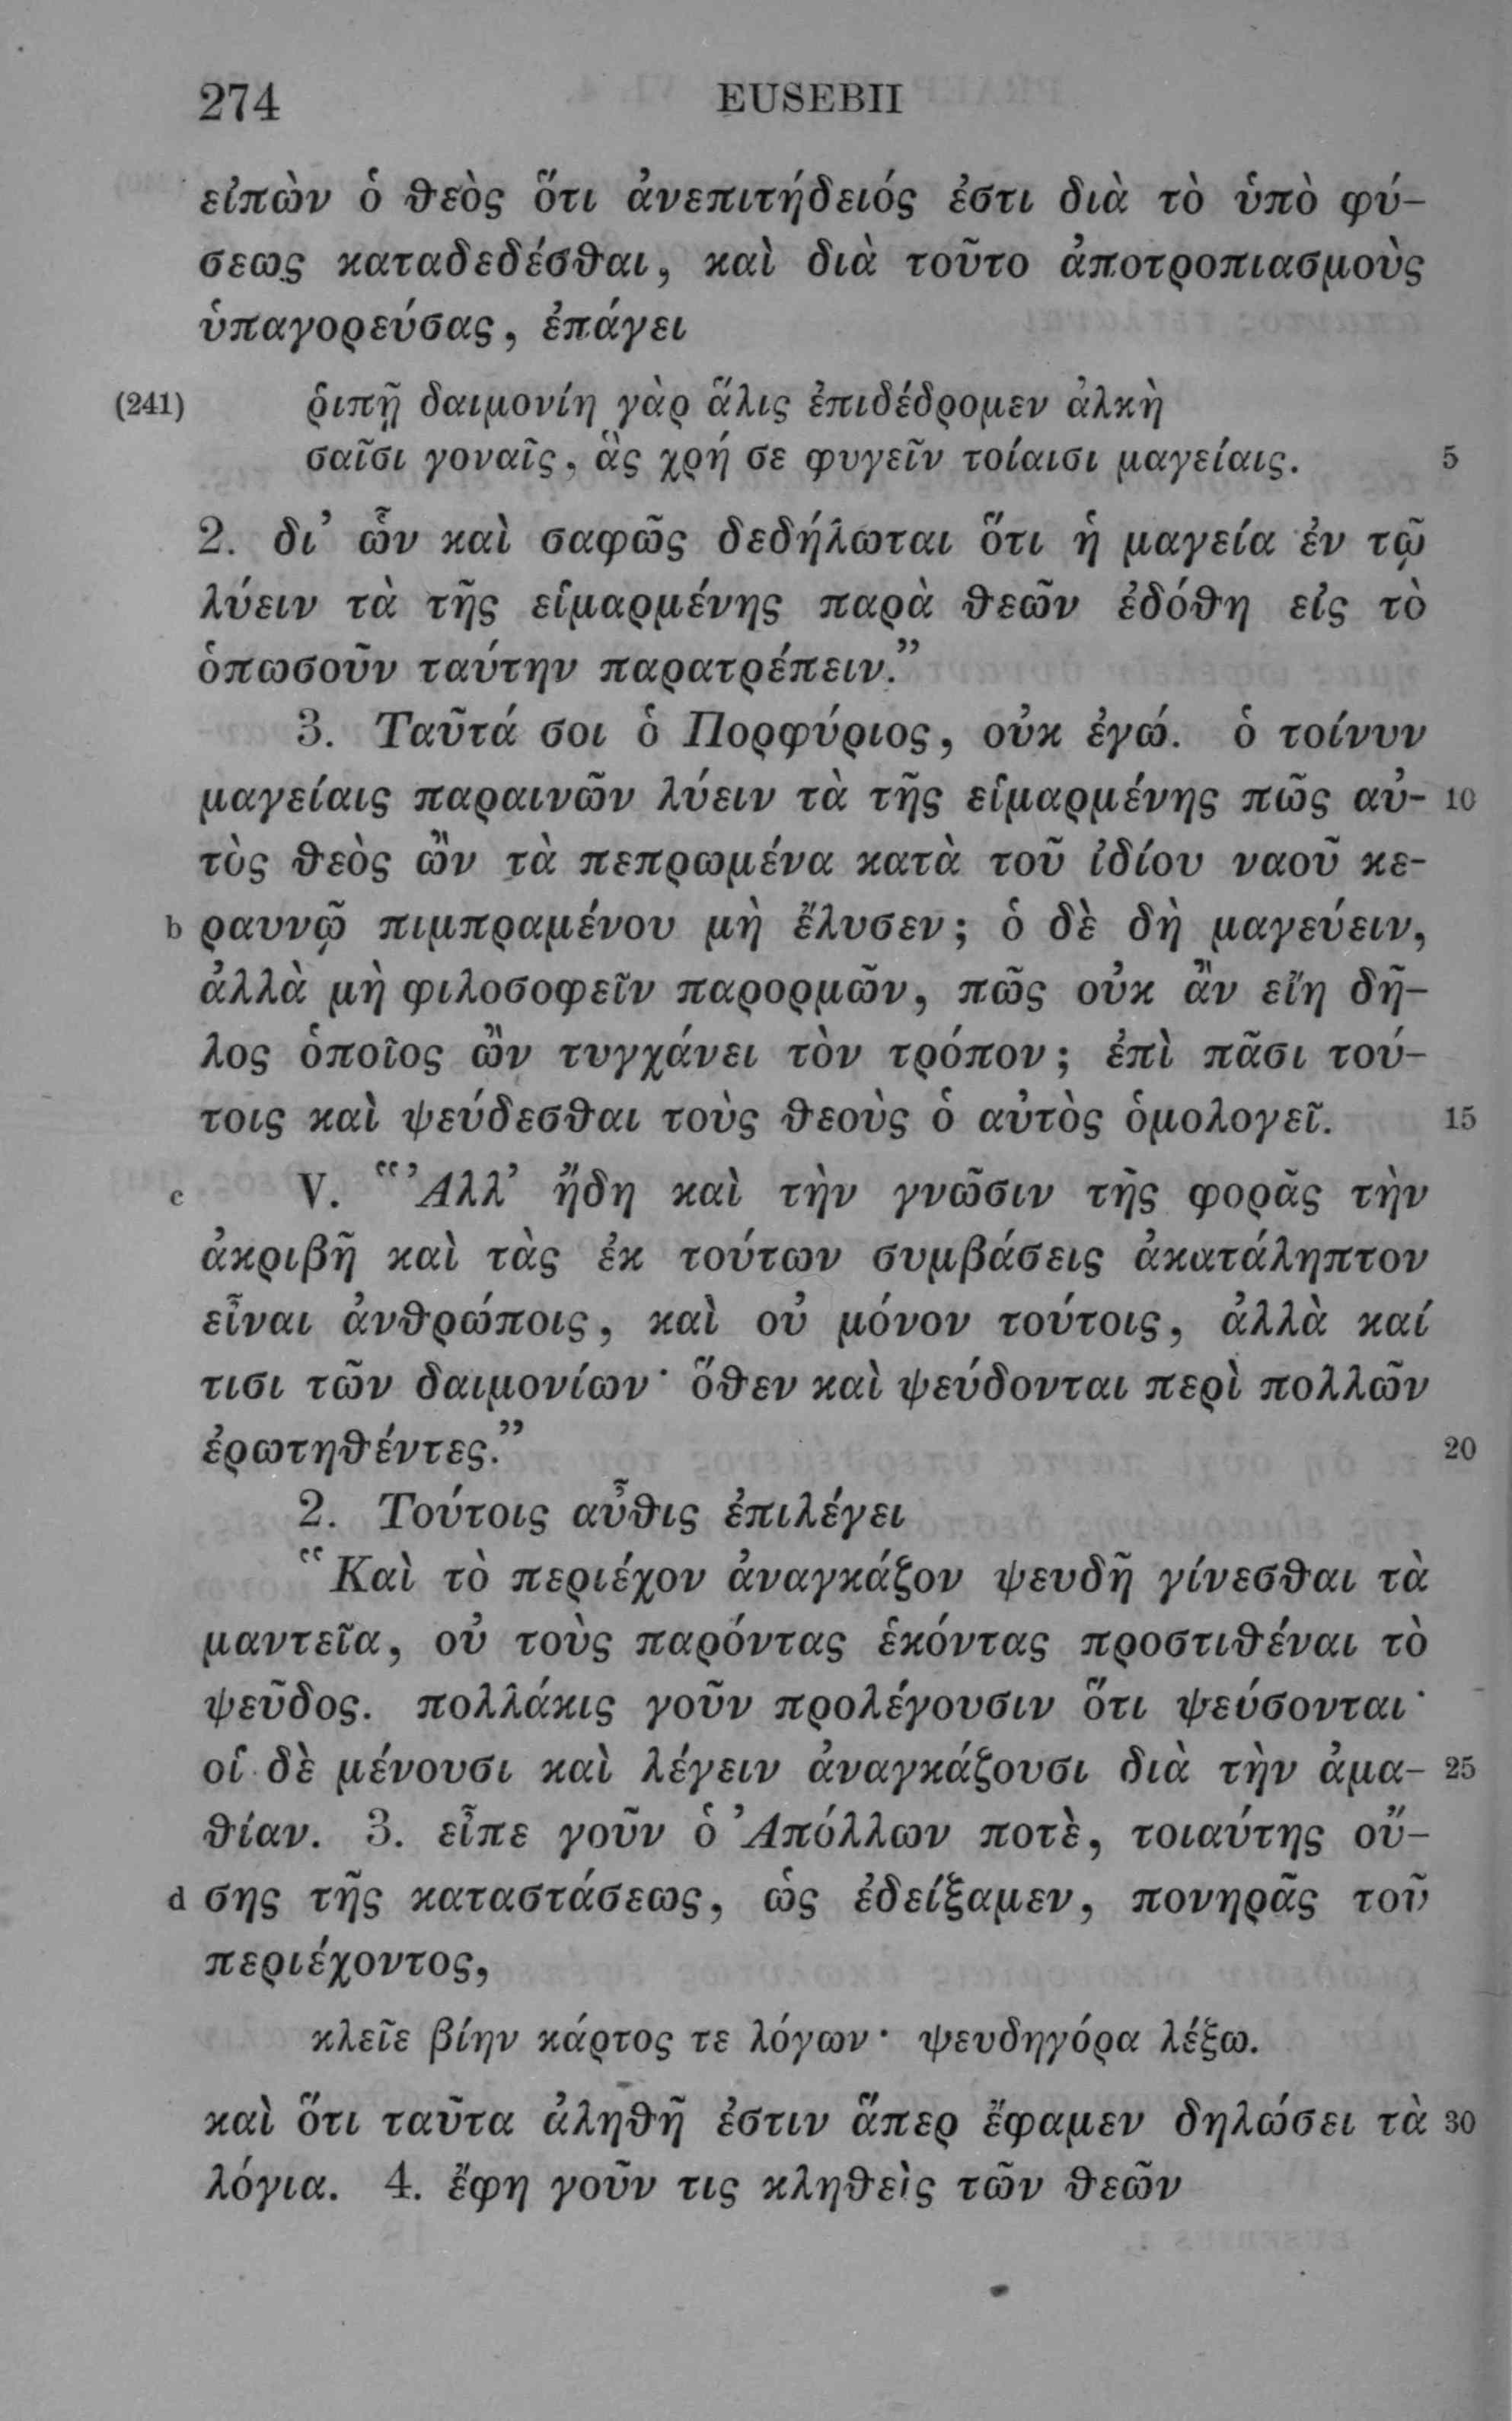 274 EUSEBII
εἰπὼν ὁ θεὸς ὅτι ἀνεπιτήδειός ἐστι διὰ τὸ ὑπὸ φύ-
σεως καταδεδέσθαι, καὶ διὰ τοῦτο ἀποτροπιασμοὺς
ὑπαγορεύσας, ἐπάγει
(241) ῥιπῇ δαιμονίη γὰρ ἅλις ἐπιδέδρομεν ἀλκὴ
σαῖσι γοναῖς, ἃς χρή σε φυγεῖν τοίαισι μαγείαις. 5
2. δι’ ὧν καὶ σαφῶς δεδήλωται ὅτι ἡ μαγεία ἐν τῷ
λύειν τὰ τῆς εἱμαρμένης παρὰ θεῶν ἐδόθη εἰς τὸ
ὁπωσοῦν ταύτην παρατρέπειν.”
3. Ταῦτά σοι ὁ Πορφύριος, οὐκ ἐγώ. ὁ τοίνυν
μαγείαις παραινῶν λύειν τὰ τῆς εἱμαρμένης πῶς αὐ- 10
τὸς θεὸς ὢν τὰ πεπρωμένα κατὰ τοῦ ἰδίου ναοῦ κε-
b ραυνῷ πιμπραμένου μὴ ἔλυσεν; ὁ δὲ δὴ μαγεύειν,
ἀλλὰ μὴ φιλοσοφεῖν παρορμῶν, πῶς οὐκ ἂν εἴη δῆ-
λος ὁποῖος ὢν τυγχάνει τὸν τρόπον; ἐπὶ πᾶσι τού-
τοις καὶ ψεύδεσθαι τοὺς θεοὺς ὁ αὐτὸς ὁμολογεῖ. 15
c V. “Ἀλλ’ ἤδη καὶ τὴν γνῶσιν τῆς φορᾶς τὴν
ἀκριβῆ καὶ τὰς ἐκ τούτων συμβάσεις ἀκατάληπτον
εἶναι ἀνθρώποις, καὶ οὐ μόνον τούτοις, ἀλλὰ καί
τισι τῶν δαιμονίων· ὅθεν καὶ ψεύδονται περὶ πολλῶν
ἐρωτηθέντες.” 20
2. Τούτοις αὖθις ἐπιλέγει
“Καὶ τὸ περιέχον ἀναγκάζον ψευδῆ γίνεσθαι τὰ
μαντεῖα, οὐ τοὺς παρόντας ἑκόντας προστιθέναι τὸ
ψεῦδος. πολλάκις γοῦν προλέγουσιν ὅτι ψεύσονται·
οἱ δὲ μένουσι καὶ λέγειν ἀναγκάζουσι διὰ τὴν ἀμα- 25
θίαν. 3. εἶπε γοῦν ὁ Ἀπόλλων ποτὲ, τοιαύτης οὔ-
d σης τῆς καταστάσεως, ὡς ἐδείξαμεν, πονηρᾶς τοῦ
περιέχοντος,
κλεῖε βίην κάρτος τε λόγων· ψευδηγόρα λέξω.
καὶ ὅτι ταῦτα ἀληθῆ ἐστιν ἅπερ ἔφαμεν δηλώσει τὰ 30
λόγια. 4. ἔφη γοῦν τις κληθεὶς τῶν θεῶν